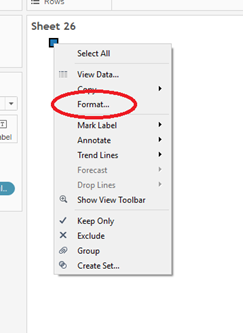 Rows
Sheet 26
Select All
View Data...
Copy
Format...
Mark Label
Annotate
Trend Lines
Forecast
Drop Lines
Show View Toolbar
Keep Only
Exclude
Group
Create Set...